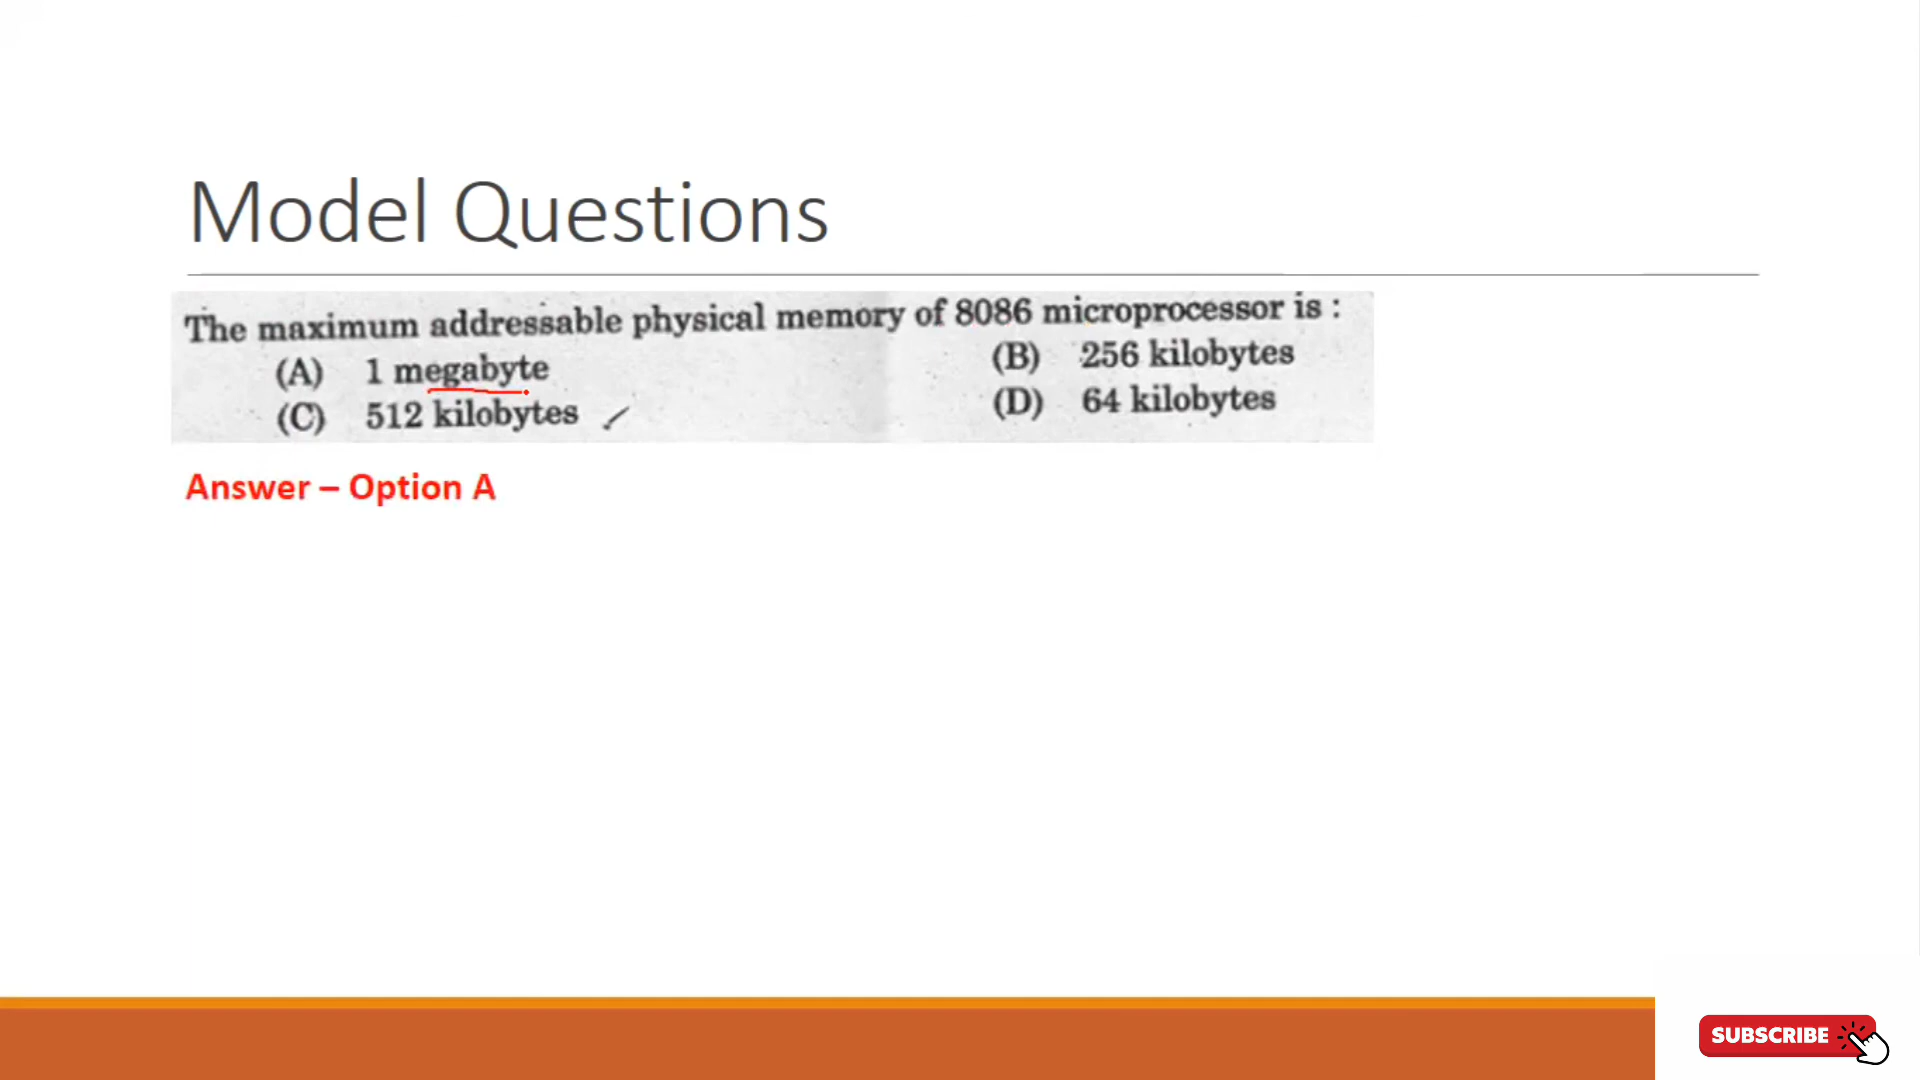 Model Questions
The maximum addressable physical memory of 8086 microprocessor is :
(A) 1 megabyte (B) 256 kilobytes
(C) 512 kilobytes (D) 64 kilobytes
Answer – Option A
SUBSCRIBE